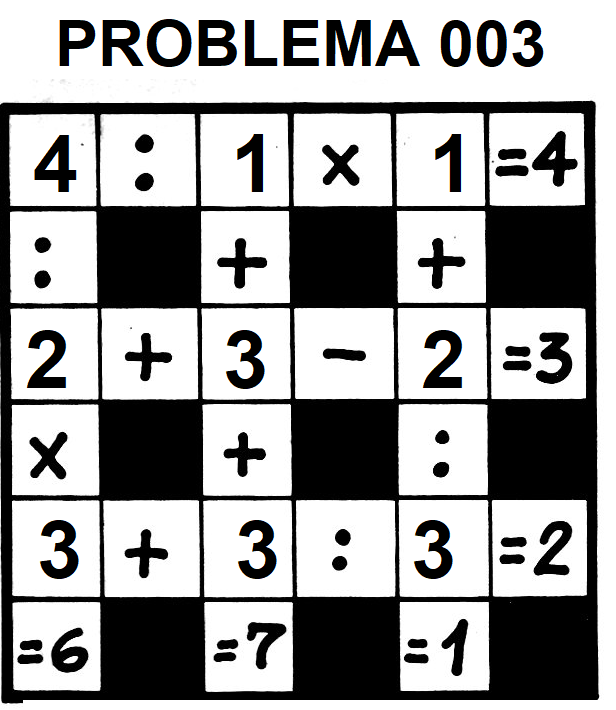 PROBLEMA 003
4 : 1 x 1 =4
: + +
2 + 3 - 2 =3
x + :
3 + 3 : 3 =2
=6 =7 =1